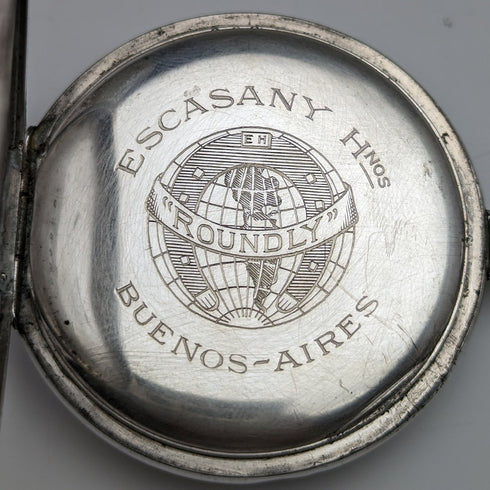 ESCASANY Hnos
EH
"ROUNDLY"
BUENOS-AIRES